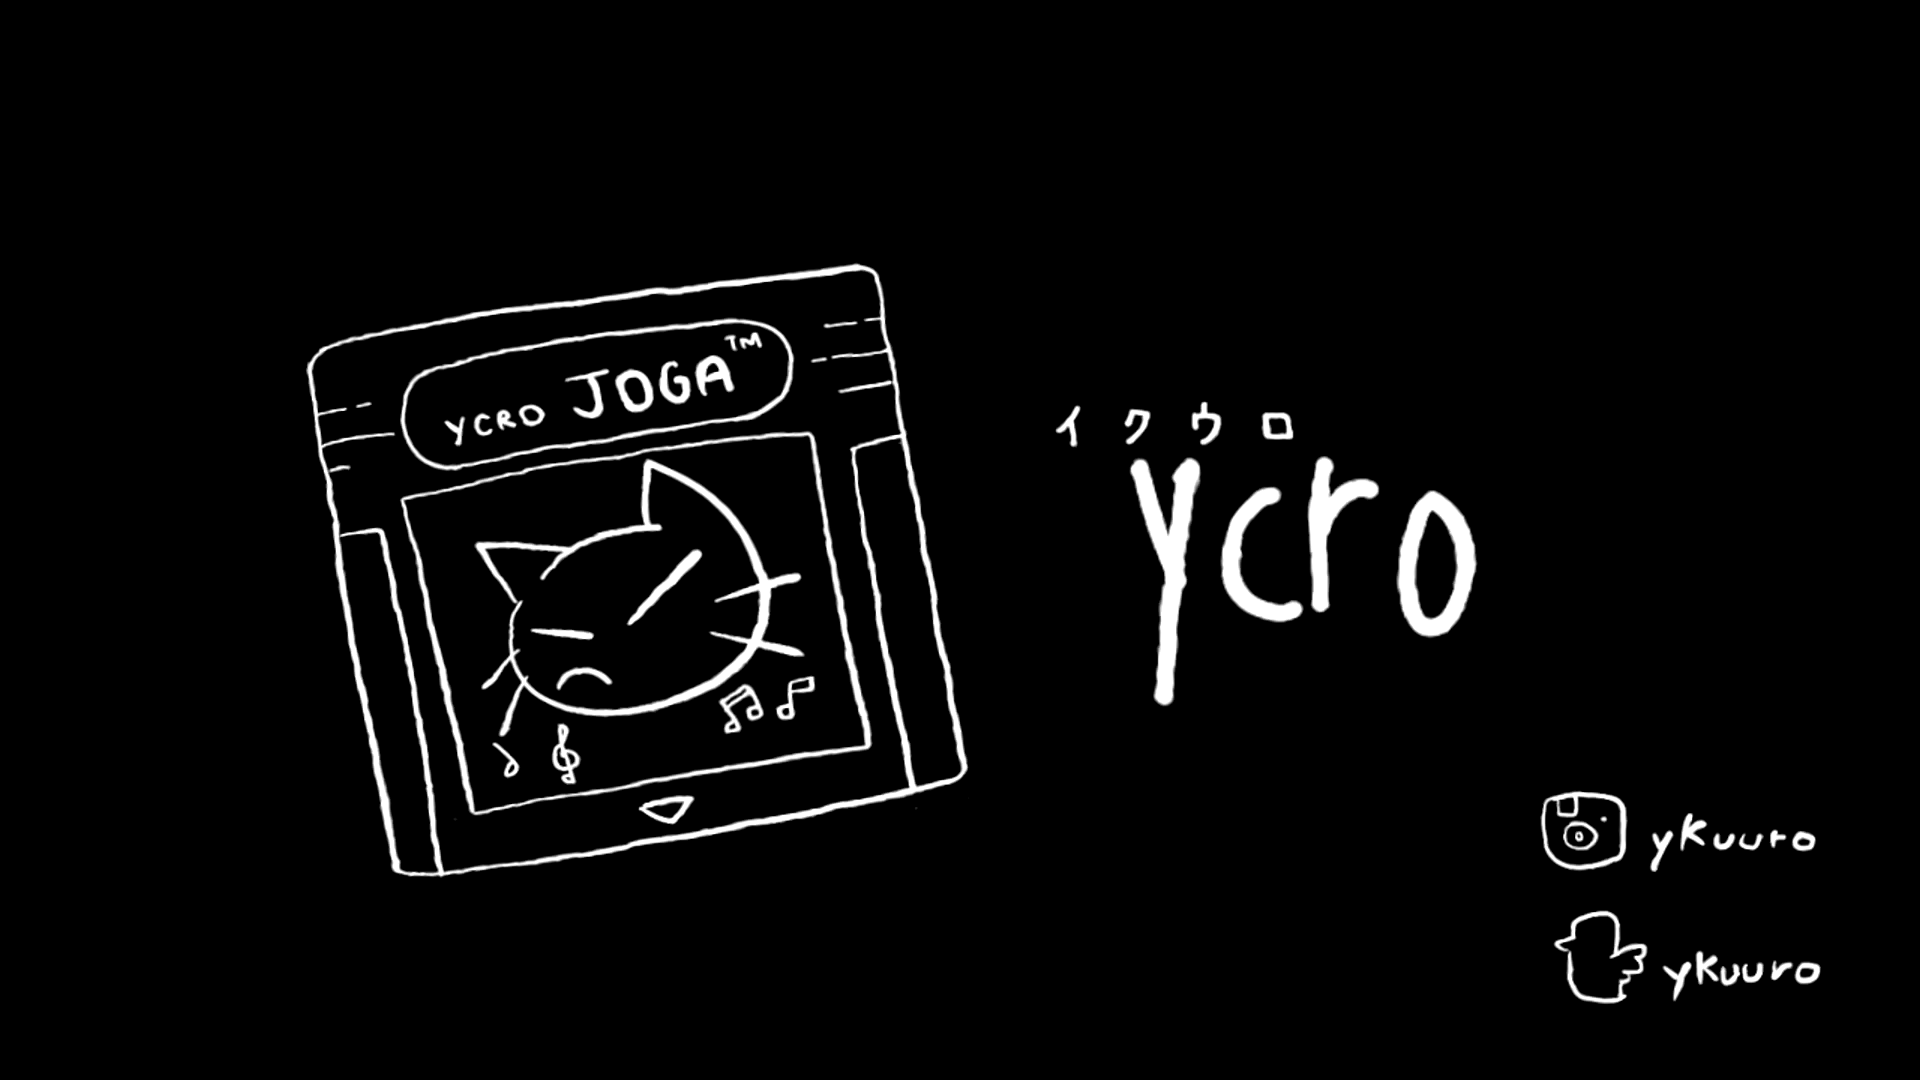 YCRO JOGA™
イクウロ
ycro
ykuuro
ykuuro